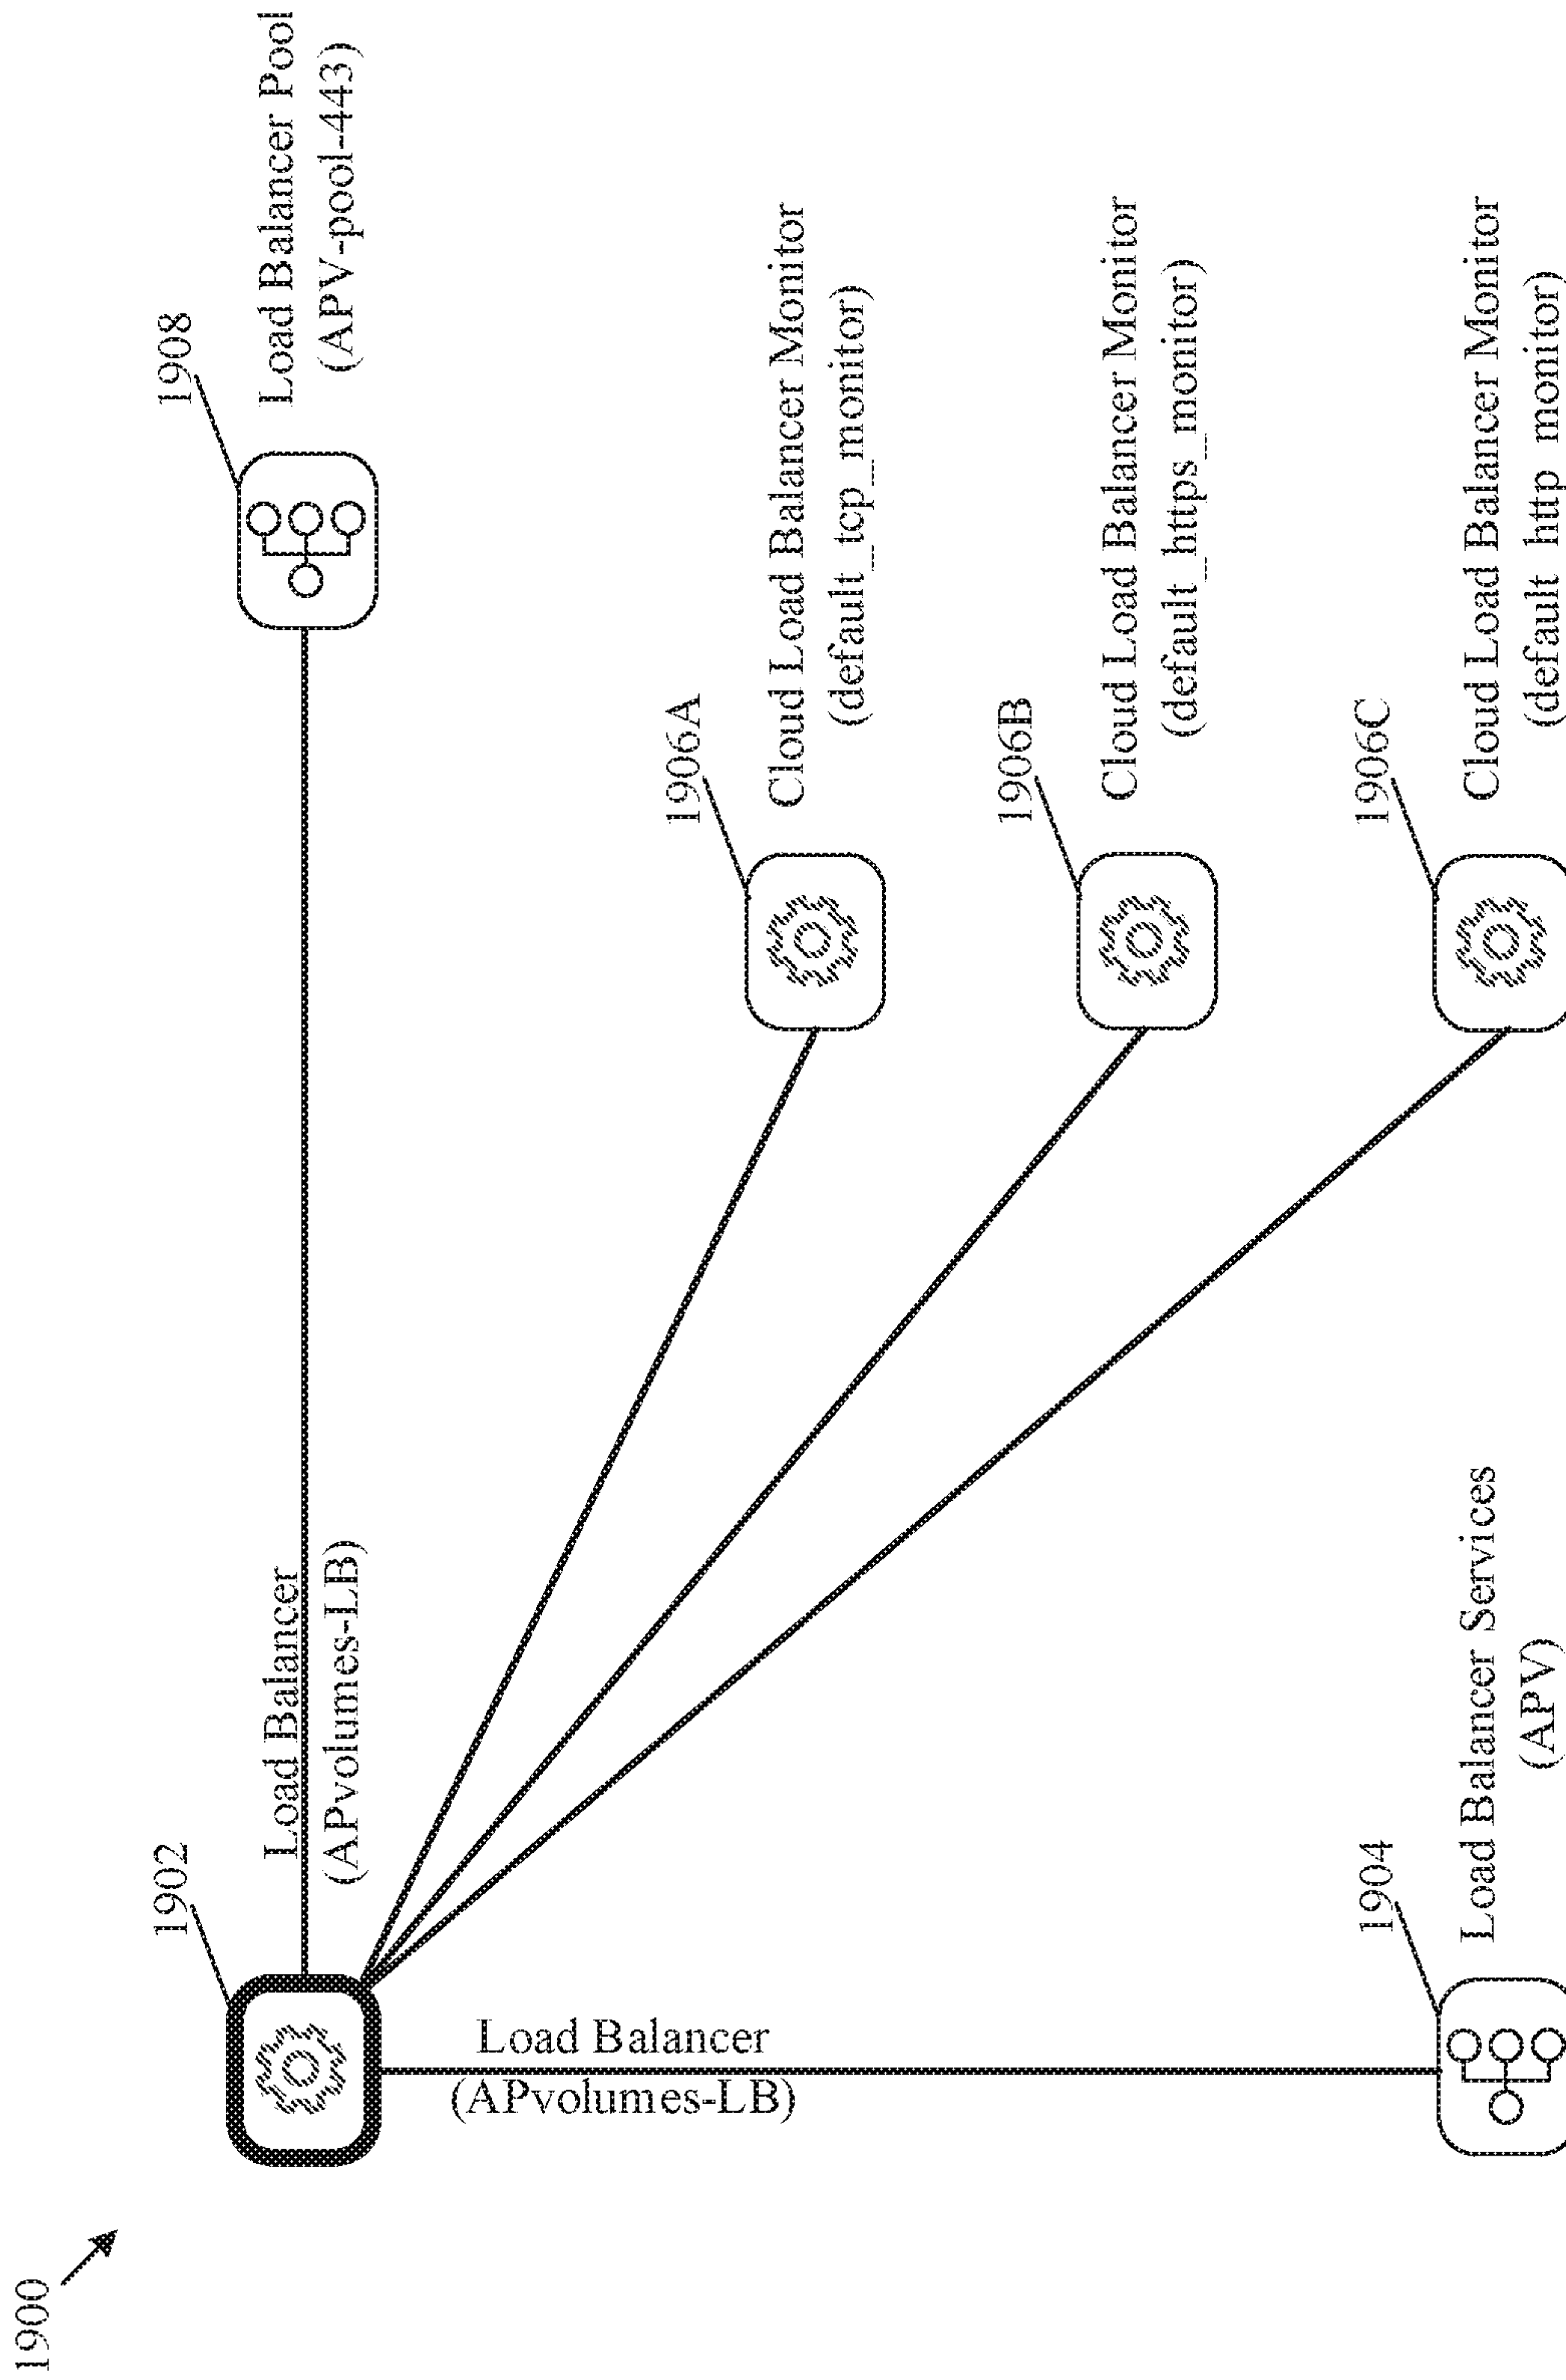 1900
1902
Load Balancer
(APvolumes-LB)
1908
Load Balancer Pool
(APV-pool-443)
Load Balancer
(APvolumes-LB)
1906A
Cloud Load Balancer Monitor
(default_tcp_monitor)
1906B
Cloud Load Balancer Monitor
(default_https_monitor)
1904
Load Balancer Services
(APV)
1906C
Cloud Load Balancer Monitor
(default_http_monitor)